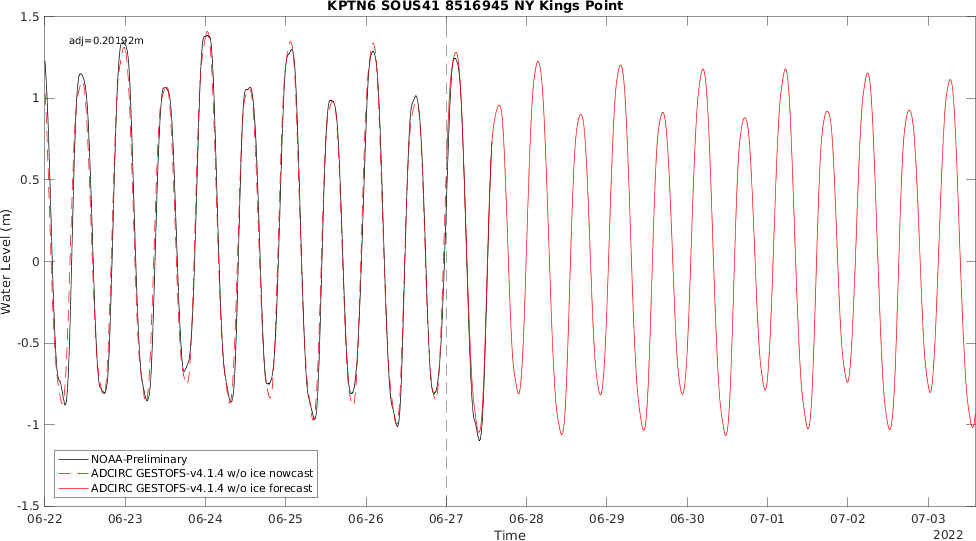 KPTN6 SOUS41 8516945 NY Kings Point
adj=0.20192m
1.5
1
0.5
0
-0.5
-1
-1.5
Water Level (m)
NOAA-Preliminary
ADCIRC GESTOFS-v4.1.4 w/o ice nowcast
ADCIRC GESTOFS-v4.1.4 w/o ice forecast
06-22 06-23 06-24 06-25 06-26 06-27 06-28 06-29 06-30 07-01 07-02 07-03
Time
2022